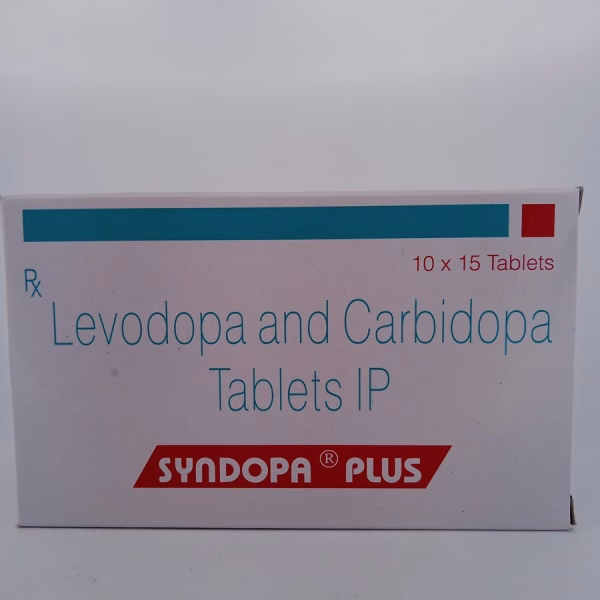 10 x 15 Tablets
Rx
Levodopa and Carbidopa
Tablets IP
SYNDOPA ® PLUS